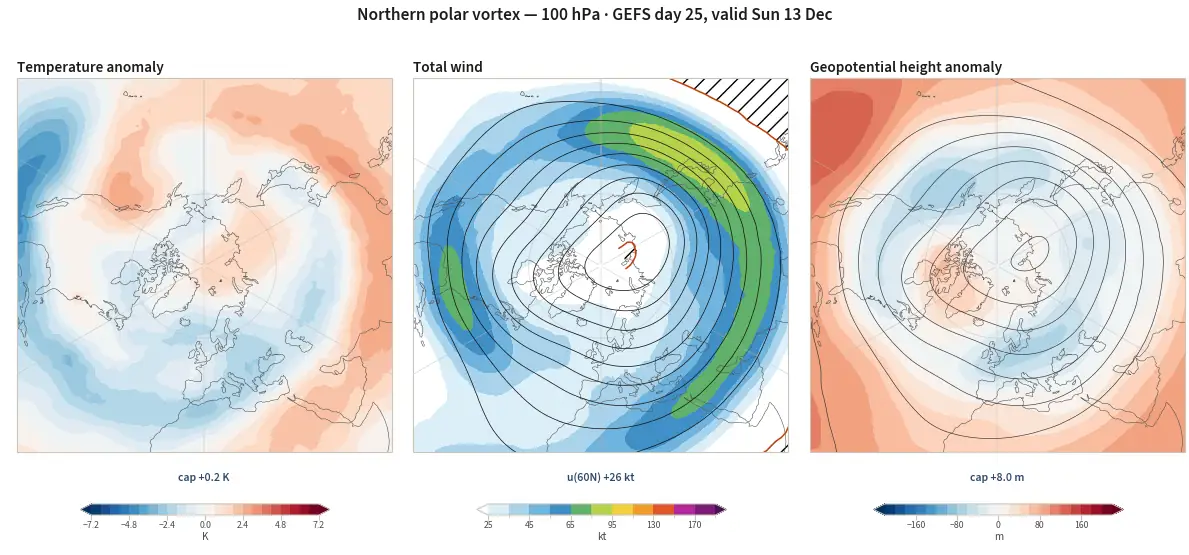 Northern polar vortex — 100 hPa · GEFS day 25, valid Sun 13 Dec
Temperature anomaly
Total wind
Geopotential height anomaly
cap +0.2 K
u(60N) +26 kt
cap +8.0 m
−7.2 −4.8 −2.4 0.0 2.4 4.8 7.2
K
25 45 65 95 130 170
kt
−160 −80 0 80 160
m